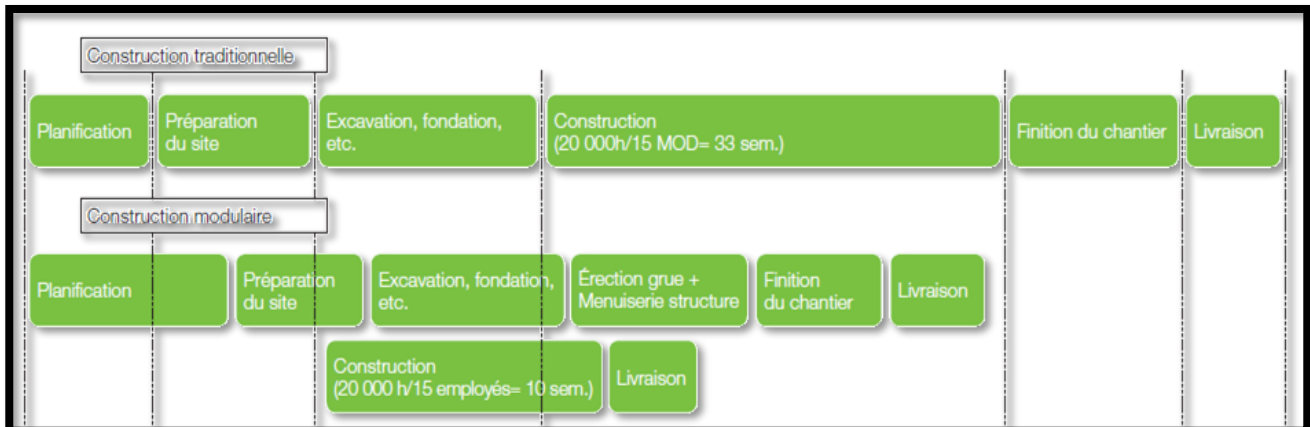 Construction traditionnelle
Planification
Préparation
du site
Excavation, fondation,
etc.
Construction
(20 000h/15 MOD= 33 sem.)
Finition du chantier
Livraison
Construction modulaire
Planification
Préparation
du site
Excavation, fondation,
etc.
Érection grue +
Menuiserie structure
Finition
du chantier
Livraison
Construction
(20 000 h/15 employés= 10 sem.)
Livraison